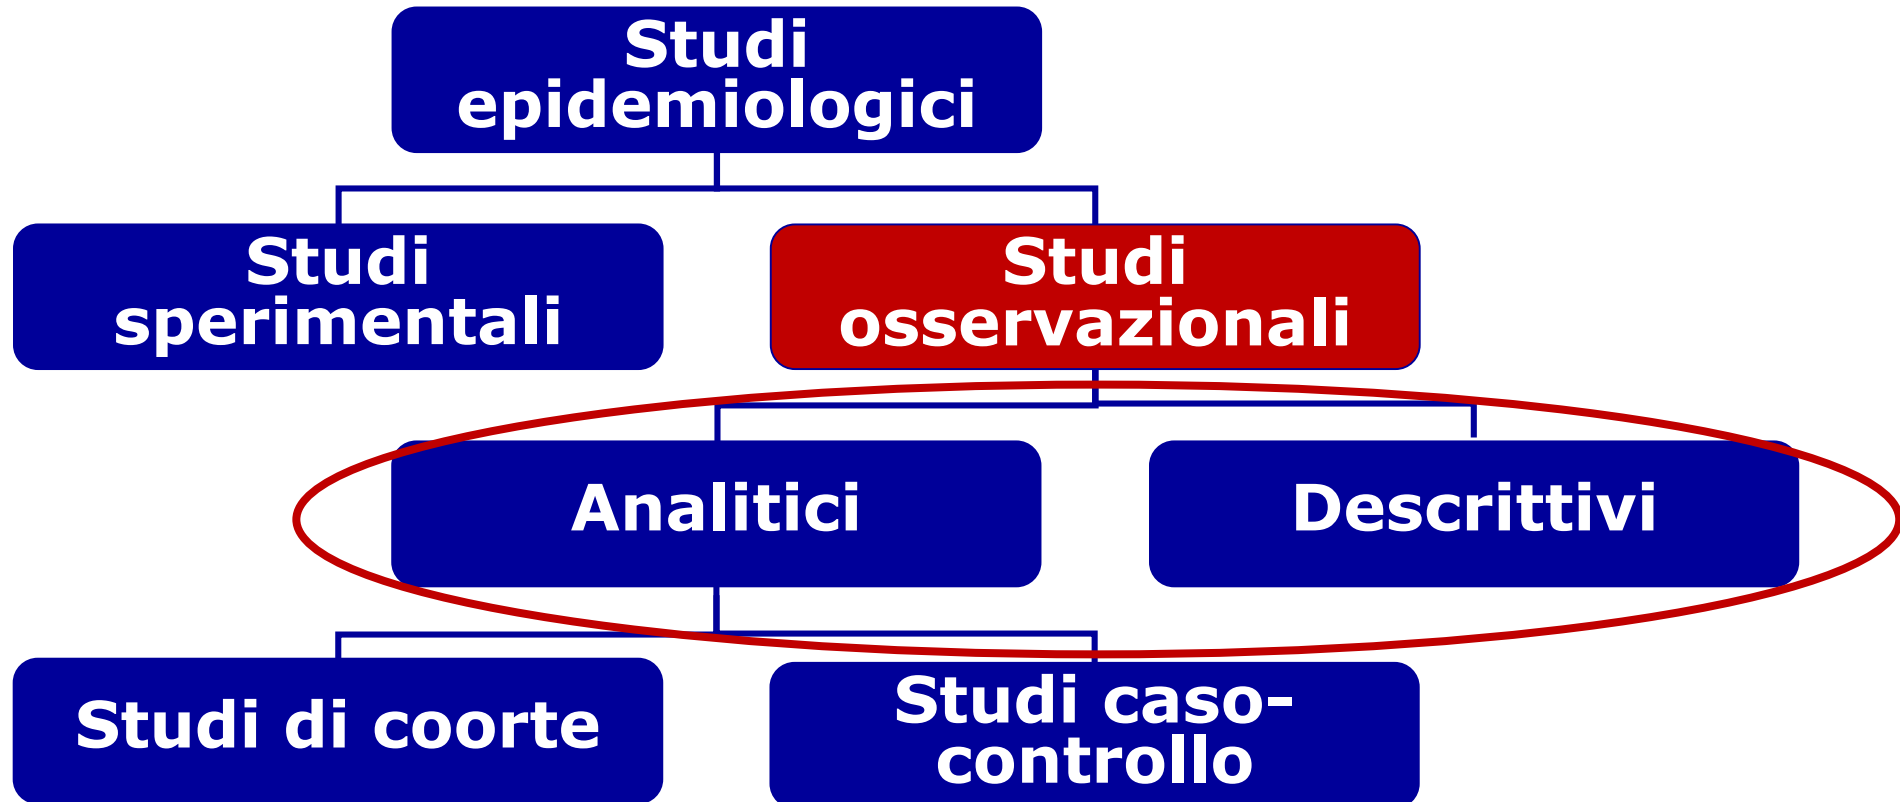 Studi
epidemiologici
Studi
sperimentali
Studi
osservazionali
Analitici
Descrittivi
Studi di coorte
Studi caso-
controllo